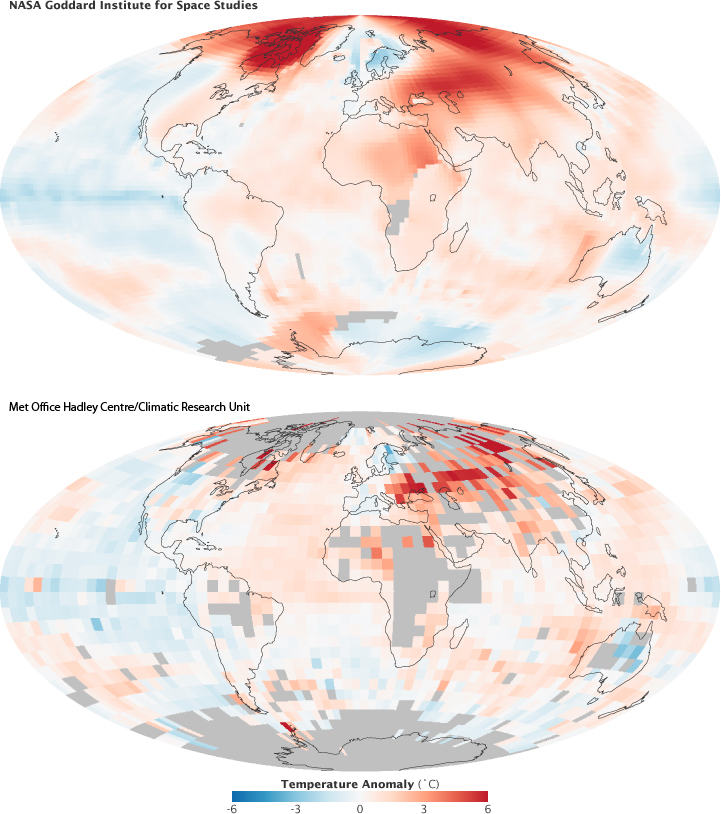 NASA Goddard Institute for Space Studies
Met Office Hadley Centre/Climatic Research Unit
Temperature Anomaly (˚C)
-6 -3 0 3 6